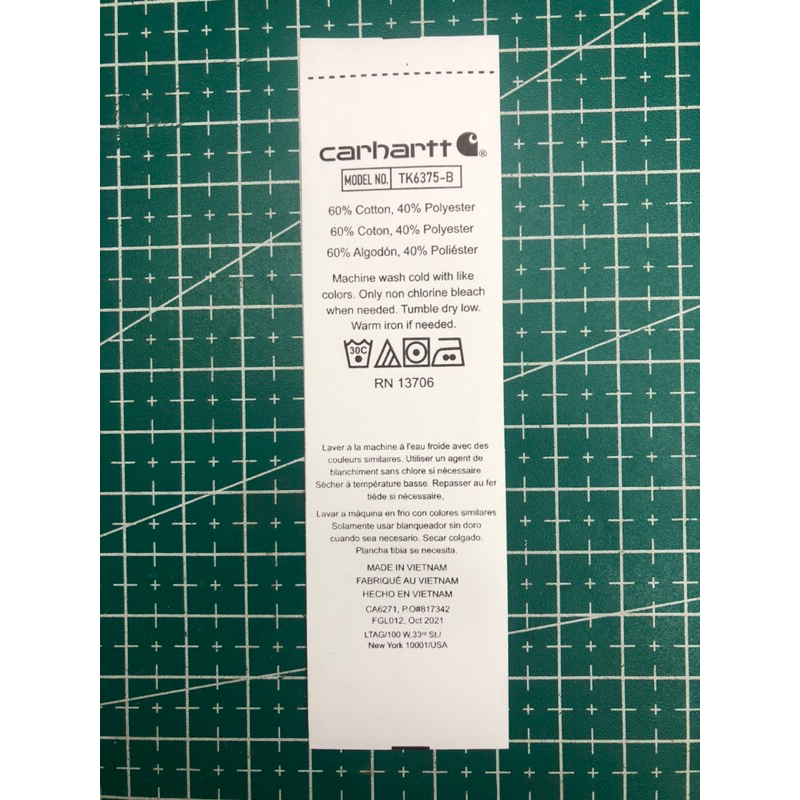 carhartt ®
MODEL NO. TK6375-B
60% Cotton, 40% Polyester
60% Coton, 40% Polyester
60% Algodón, 40% Poliéster
Machine wash cold with like
colors. Only non chlorine bleach
when needed. Tumble dry low.
Warm iron if needed.
30C
RN 13706
Laver a la machine à l'eau froide avec des
couleurs similaires. Utiliser un agent de
blanchiment sans chlore si nécessaire
Sécher à température basse. Repasser au fer
tiéde si nécessaire,
Lavar a máquina en frio con colores similares
Solamente usar blanqueador sin doro
cuando sea necesario. Secar colgado.
Plancha tibia se necesita.
MADE IN VIETNAM
FABRIQUÉ AU VIETNAM
HECHO EN VIETNAM
CA6271, P.O#817342
FGL012, Oct 2021
LTAG/100 W.33rd St./
New York 10001/USA